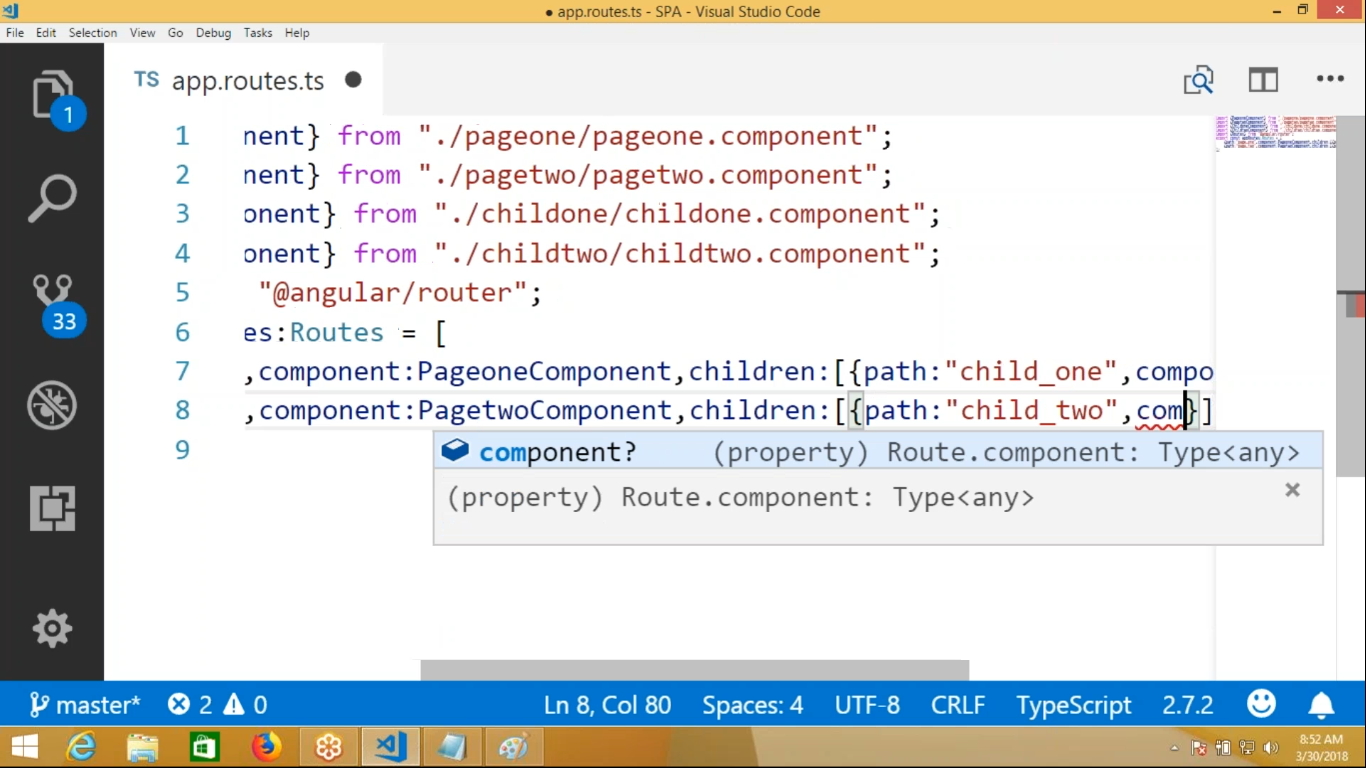 ● app.routes.ts - SPA - Visual Studio Code
File Edit Selection View Go Debug Tasks Help
TS app.routes.ts ●
1
1 nent} from "./pageone/pageone.component";
2 nent} from "./pagetwo/pagetwo.component";
3 onent} from "./childone/childone.component";
4 onent} from "./childtwo/childtwo.component";
5 "@angular/router";
6 es:Routes = [
7 ,component:PageoneComponent,children:[{path:"child_one",compo
8 ,component:PagetwoComponent,children:[{path:"child_two",com}]
9
component? (property) Route.component: Type<any>
(property) Route.component: Type<any>
33
master* 2 0 Ln 8, Col 80 Spaces: 4 UTF-8 CRLF TypeScript 2.7.2
8:52 AM
3/30/2018